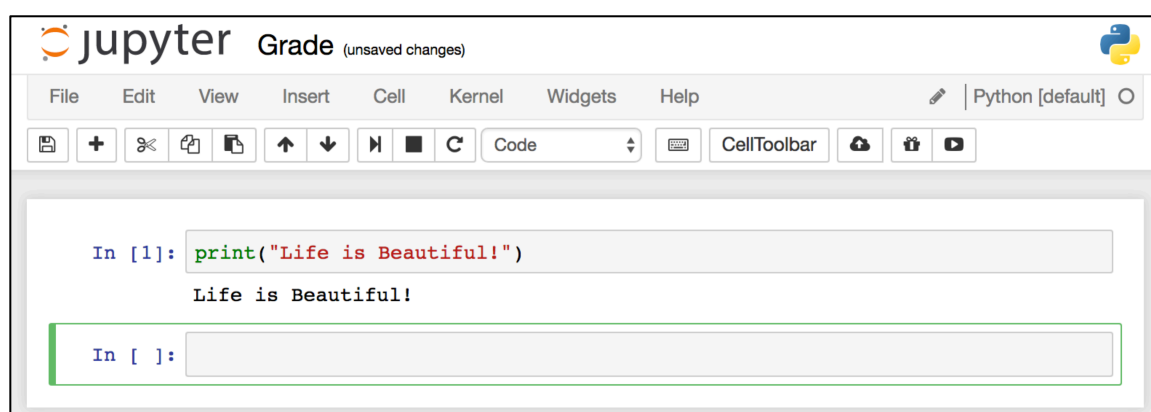 jupyter Grade (unsaved changes)
File Edit View Insert Cell Kernel Widgets Help Python [default]
Code CellToolbar
In [1]: print("Life is Beautiful!")
Life is Beautiful!
In [ ]: